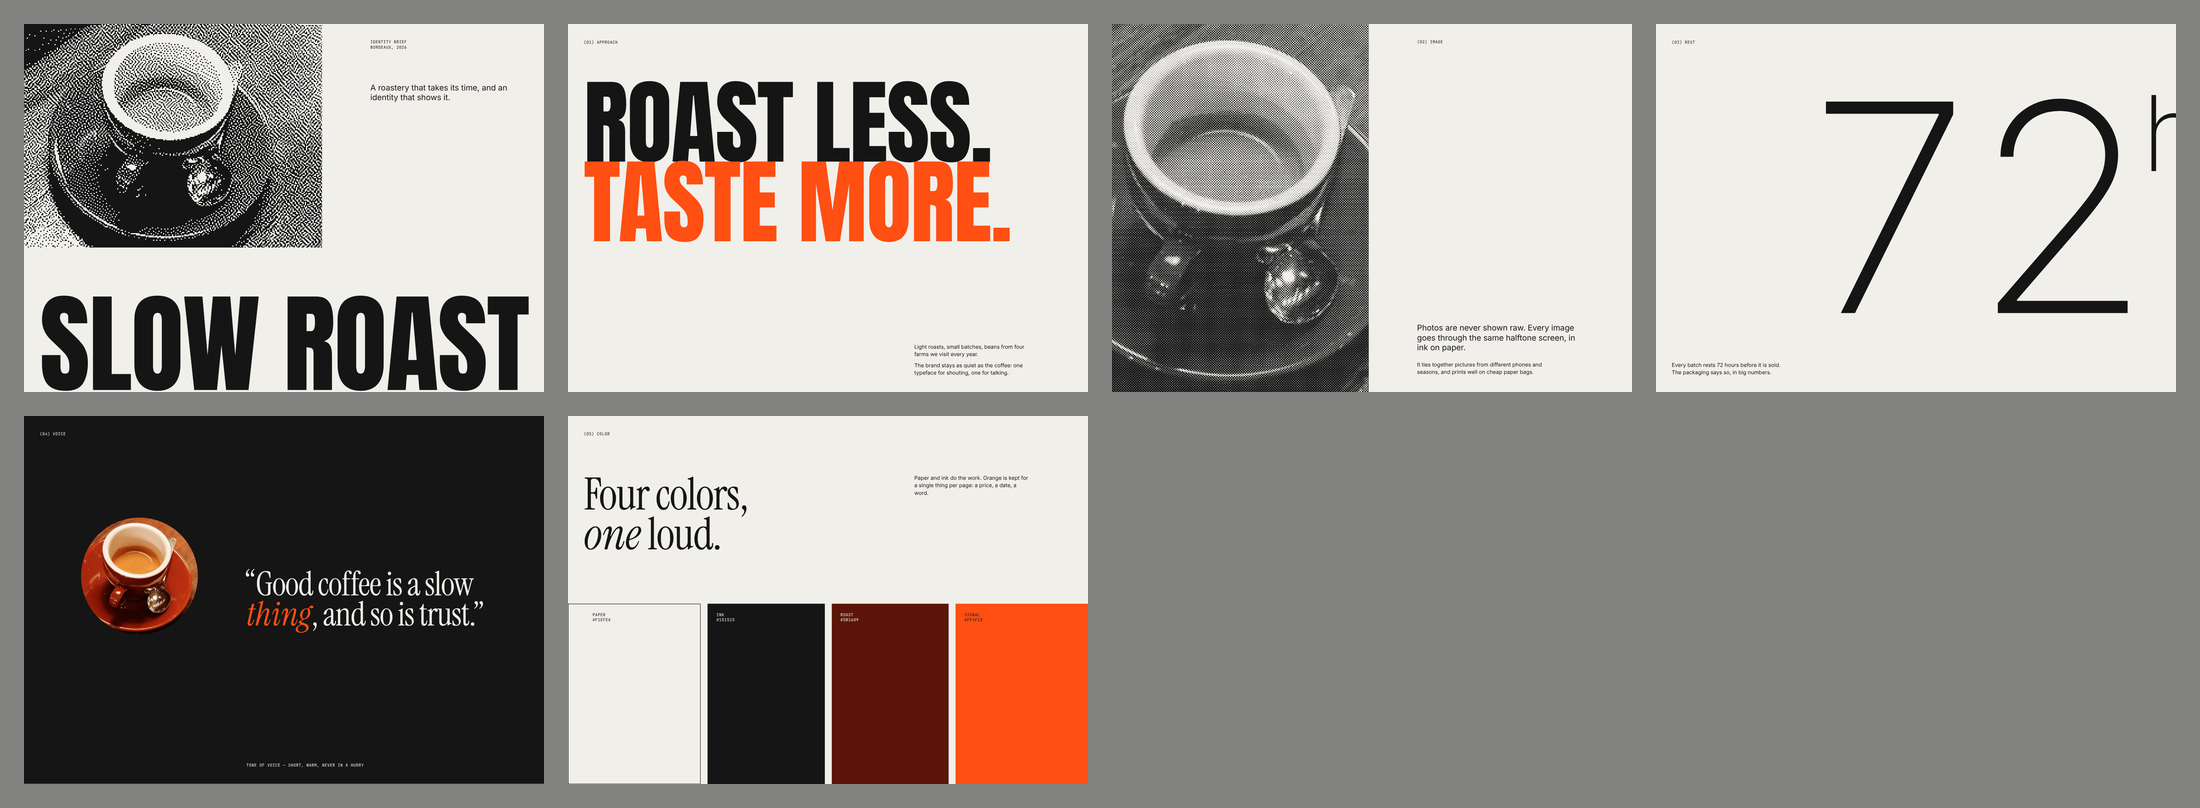 IDENTITY BRIEF
BORDEAUX, 2026
A roastery that takes its time, and an
identity that shows it.
SLOW ROAST
(01) APPROACH
ROAST LESS.
TASTE MORE.
Light roasts, small batches, beans from four
farms we visit every year.
The brand stays as quiet as the coffee: one
typeface for shouting, one for talking.
(02) IMAGE
Photos are never shown raw. Every image
goes through the same halftone screen, in
ink on paper.
It ties together pictures from different phones and
seasons, and prints well on cheap paper bags.
(03) REST
72h
Every batch rests 72 hours before it is sold.
The packaging says so, in big numbers.
(04) VOICE
“Good coffee is a slow
thing, and so is trust.”
TONE OF VOICE — SHORT, WARM, NEVER IN A HURRY
(05) COLOR
Four colors,
one loud.
Paper and ink do the work. Orange is kept for
a single thing per page: a price, a date, a
word.
PAPER
#F1EFEA
INK
#151515
ROAST
#5B1609
SIGNAL